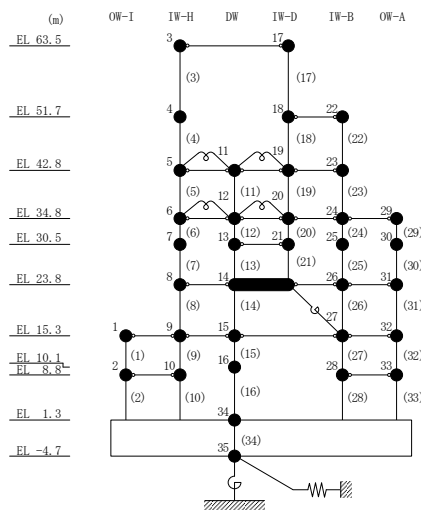 (m) OW-I IW-H DW IW-D IW-B OW-A
EL 63.5 3 17
(3) (17)
EL 51.7 4 18 22
(4) (18) (22)
EL 42.8 5 11 19 23
(5) (11) (19) (23)
EL 34.8 6 12 20 24 29
(6) (12) (20) (24) (29)
EL 30.5 7 13 21 25 30
(7) (13) (21) (25) (30)
EL 23.8 8 14 26 31
(8) (14) (26) (31)
27
EL 15.3 1 9 15 32
(1) (9) (15) (27) (32)
EL 10.1 16
EL 8.8 2 10 28 33
(2) (10) (16) (28) (33)
EL 1.3 34
(34)
EL -4.7 35